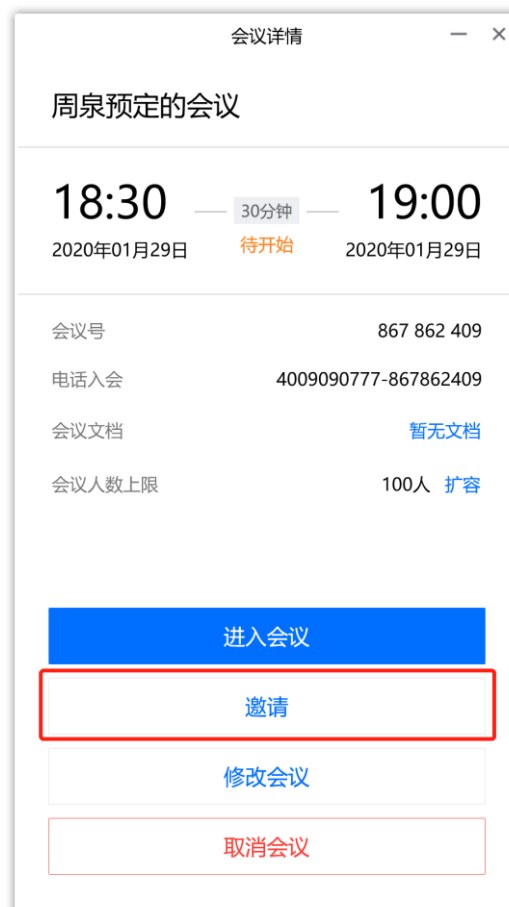 会议详情
周泉预定的会议
18:30 30分钟 19:00
2020年01月29日 待开始 2020年01月29日
会议号 867 862 409
电话入会 4009090777-867862409
会议文档 暂无文档
会议人数上限 100人 扩容
进入会议
邀请
修改会议
取消会议